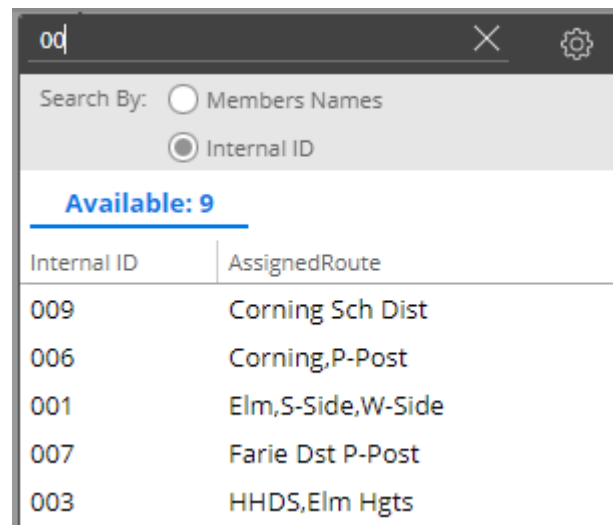 00
Search By: Members Names
Internal ID
Available: 9
Internal ID AssignedRoute
009 Corning Sch Dist
006 Corning,P-Post
001 Elm,S-Side,W-Side
007 Farie Dst P-Post
003 HHDS,Elm Hgts